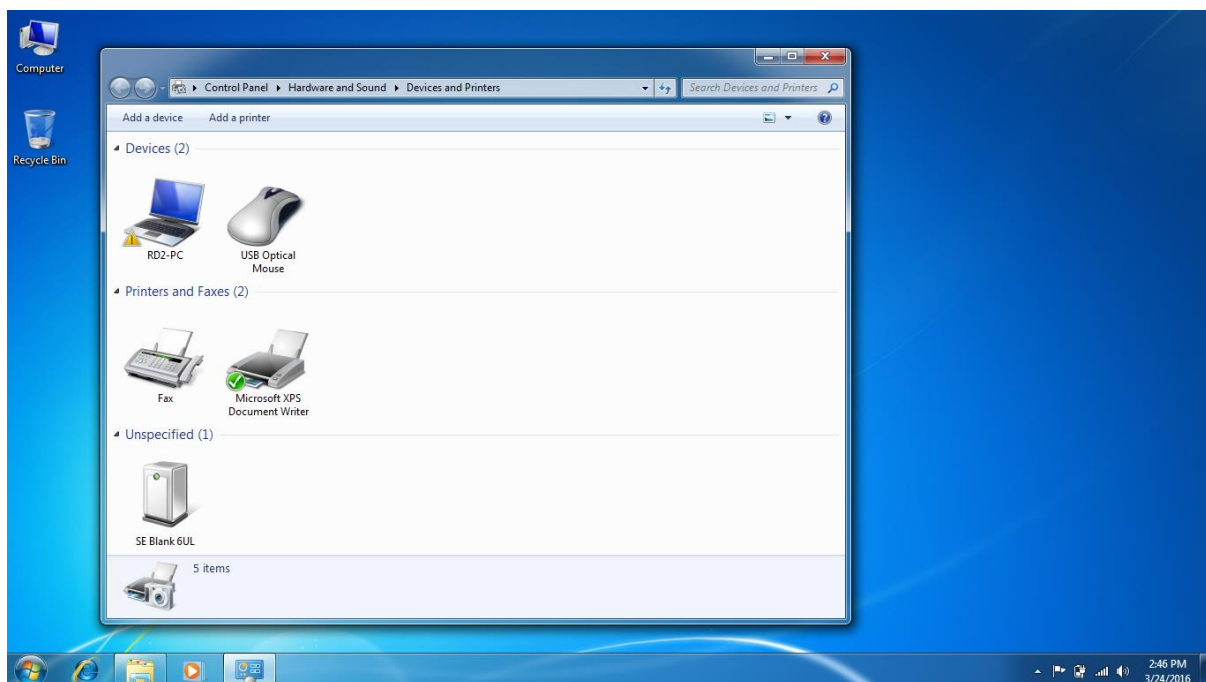 Computer
Recycle Bin
Control Panel Hardware and Sound Devices and Printers
Search Devices and Printers
Add a device Add a printer
Devices (2)
RD2-PC
USB Optical
Mouse
Printers and Faxes (2)
Fax
Microsoft XPS
Document Writer
Unspecified (1)
SE Blank 6UL
5 items
2:46 PM
3/24/2016